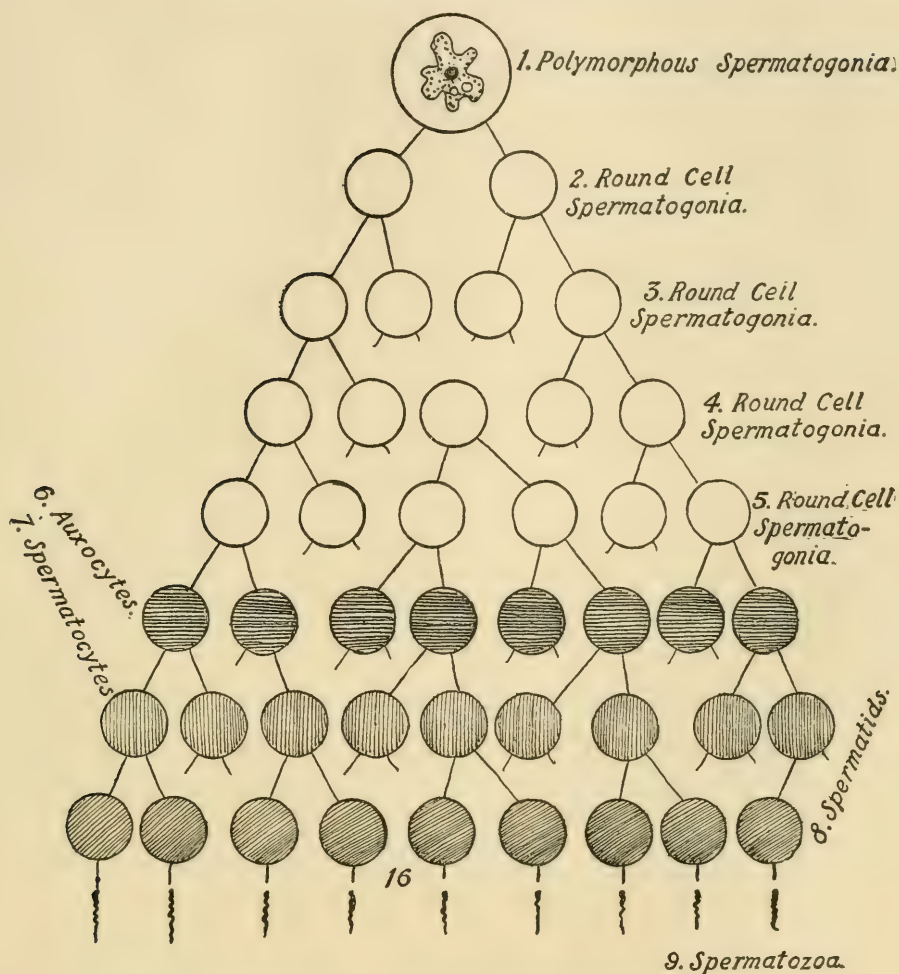 1. Polymorphous Spermatogonia.
2. Round Cell
Spermatogonia.
3. Round Cell
Spermatogonia.
4. Round Cell
Spermatogonia.
5. Round Cell
Spermato-
gonia.
6. Auxocytes.
7. Spermatocytes
8. Spermatids.
16
9. Spermatozoa.